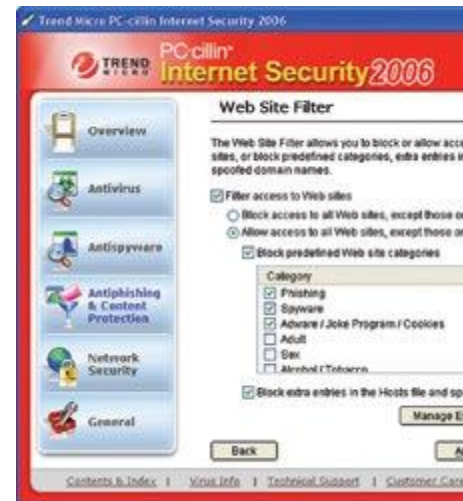 Trend Micro PC-cillin Internet Security 2006
TREND MICRO
PC-cillin
Internet Security 2006
Overview
Antivirus
Antispyware
Antiphishing
& Content
Protection
Network
Security
General
Web Site Filter
The Web Site Filter allows you to block or allow acce
sites, or block predefined categories, extra entries in
spoofed domain names.
Filter access to Web sites
Block access to all Web sites, except those on
Allow access to all Web sites, except those on
Block predefined Web site categories
Category
Phishing
Spyware
Adware / Joke Program / Cookies
Adult
Sex
Alcohol / Tobacco
Block extra entries in the Hosts file and sp
Manage E
Back
A
Contents & Index | Virus Info | Technical Support | Customer Care